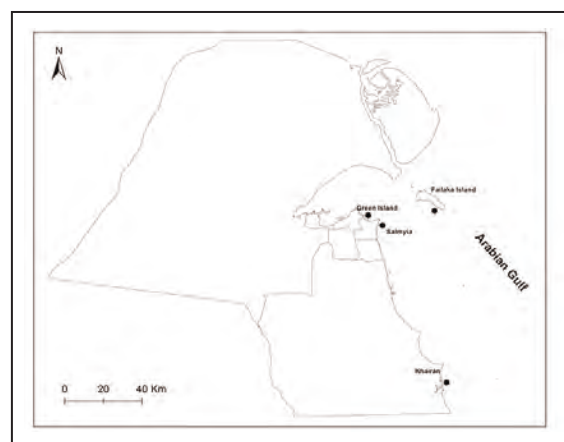 N
Failaka Island
Green Island
Salmyia
Arabian Gulf
Khairan
0 20 40 Km